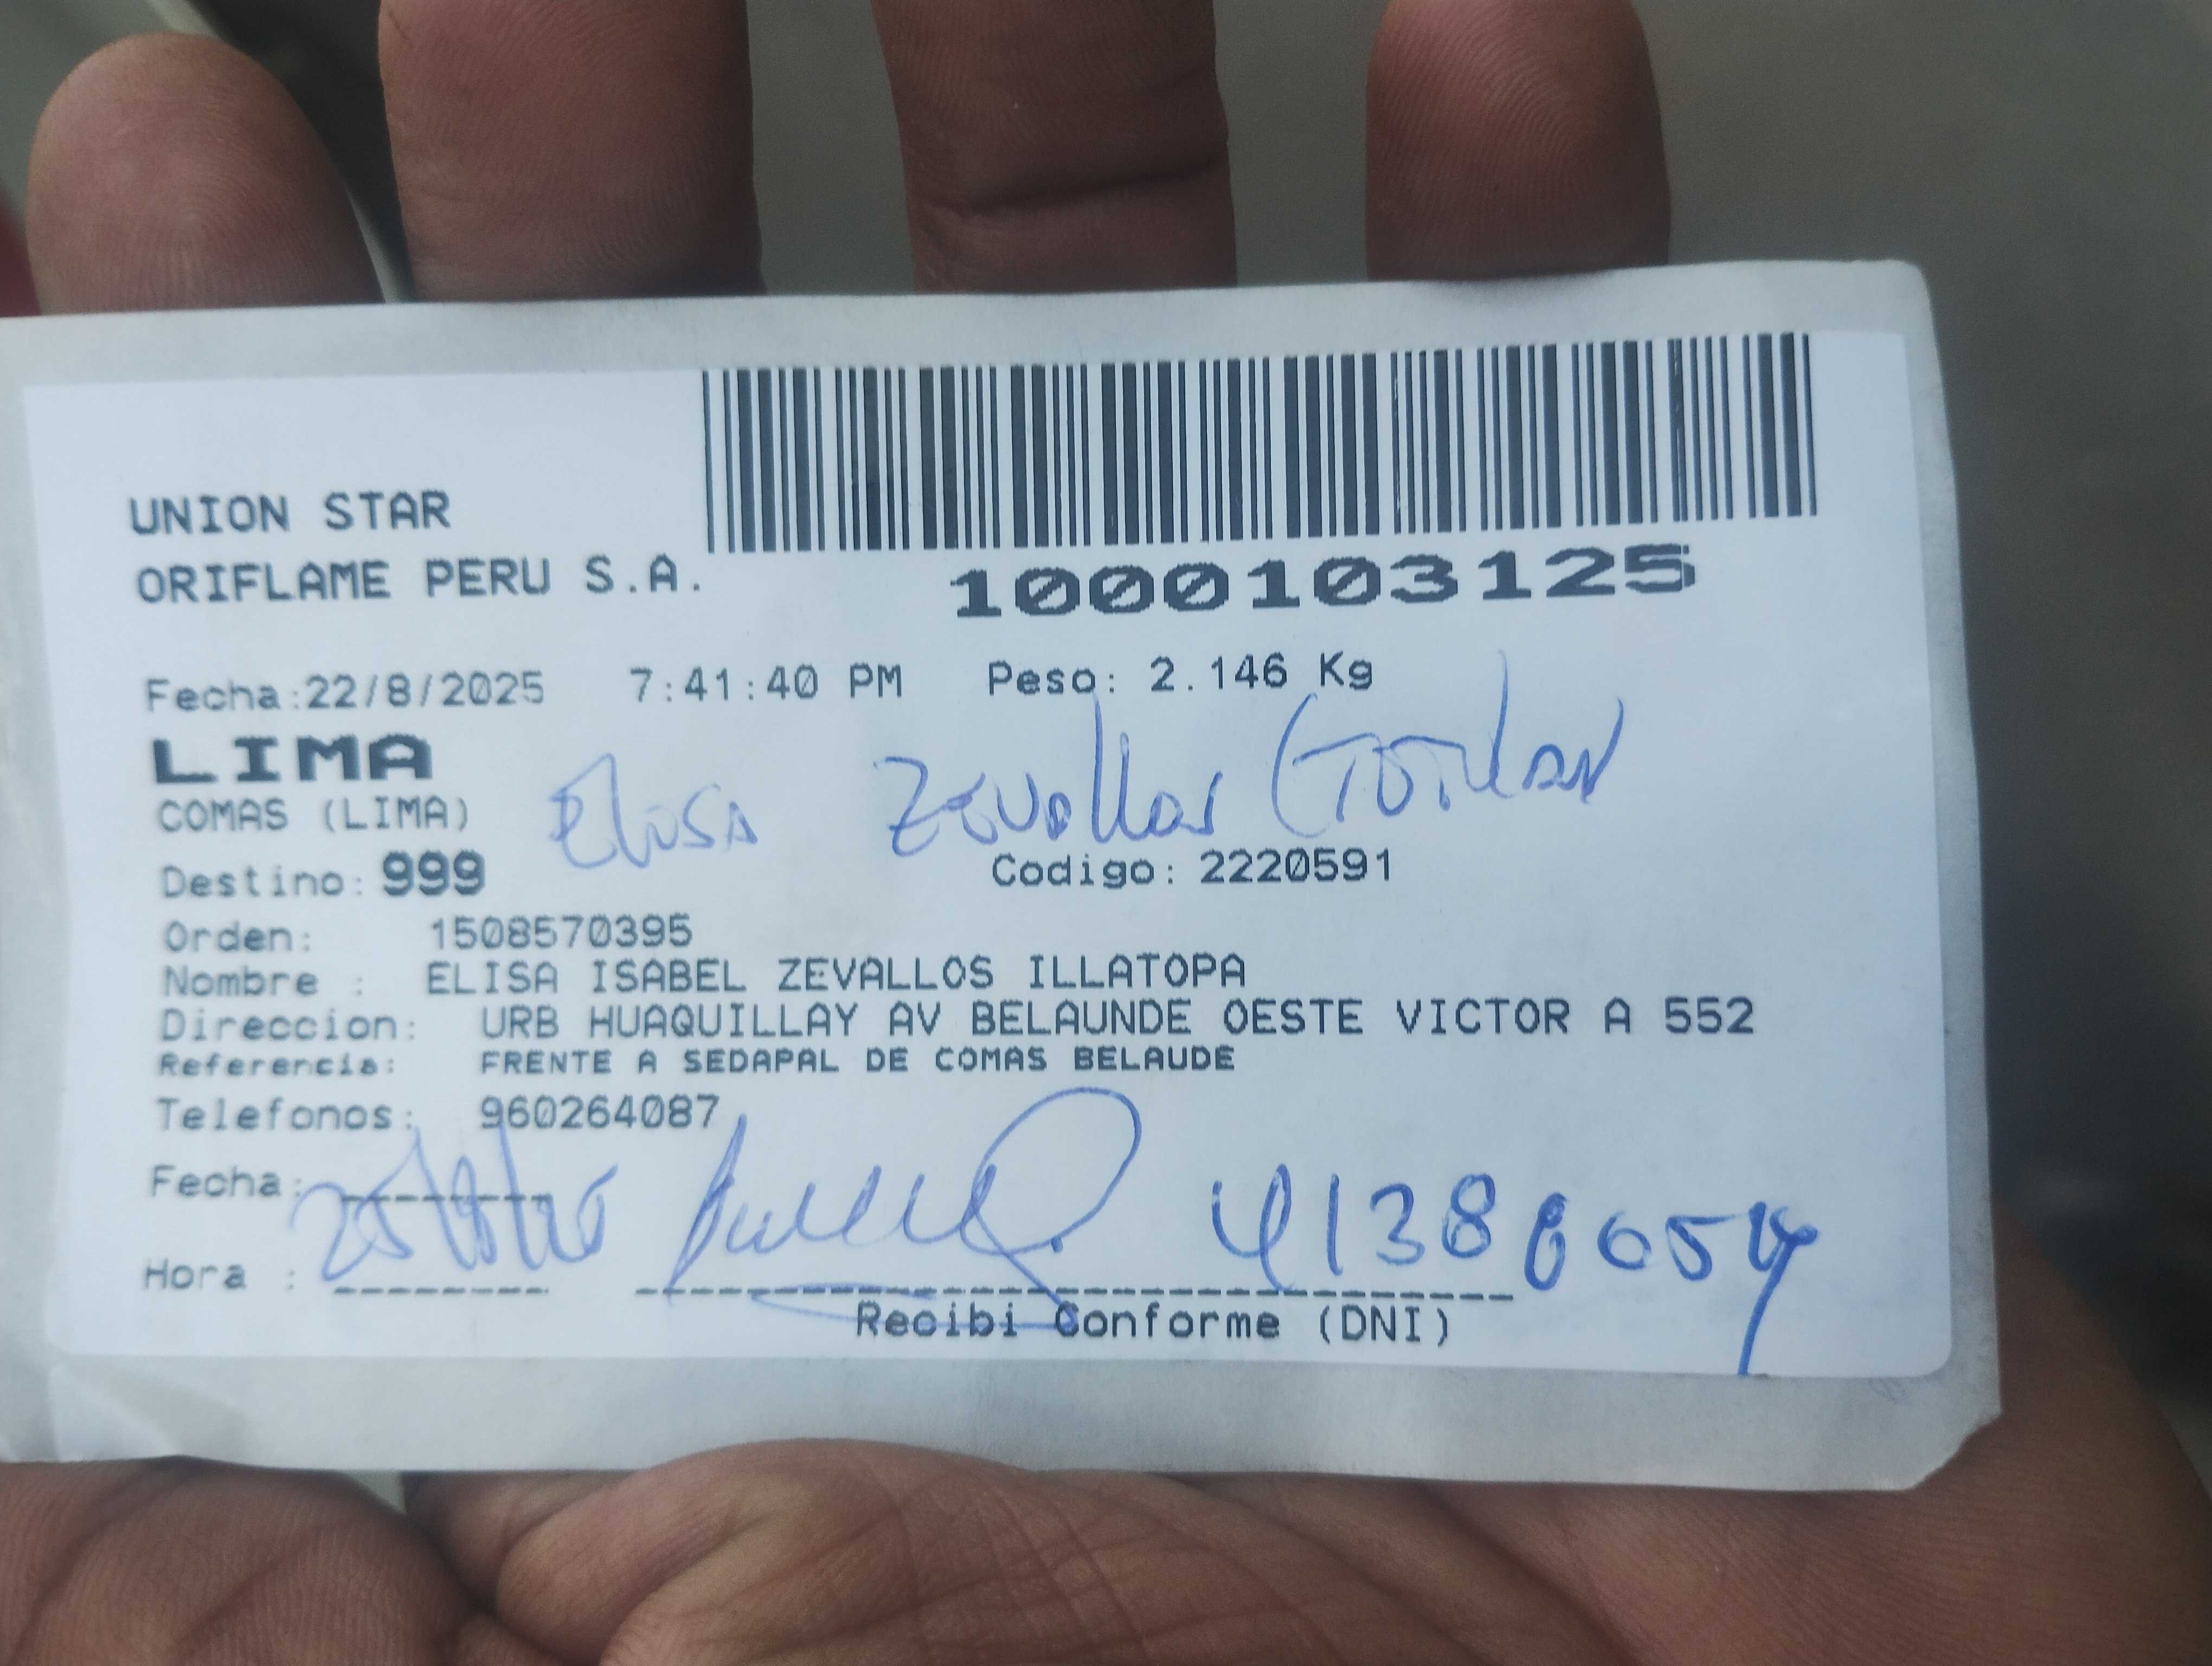 UNION STAR
ORIFLAME PERU S.A.
1000103125
Fecha:22/8/2025 7:41:40 PM Peso: 2.146 Kg
LIMA
COMAS (LIMA)
Elisa Zevallos
Destino: 999 Codigo: 2220591
Orden: 1508570395
Nombre : ELISA ISABEL ZEVALLOS ILLATOPA
Direccion: URB HUAQUILLAY AV BELAUNDE OESTE VICTOR A 552
Referencia: FRENTE A SEDAPAL DE COMAS BELAUDE
Telefonos: 960264087
Fecha:
Hora :
Recibi Conforme (DNI)